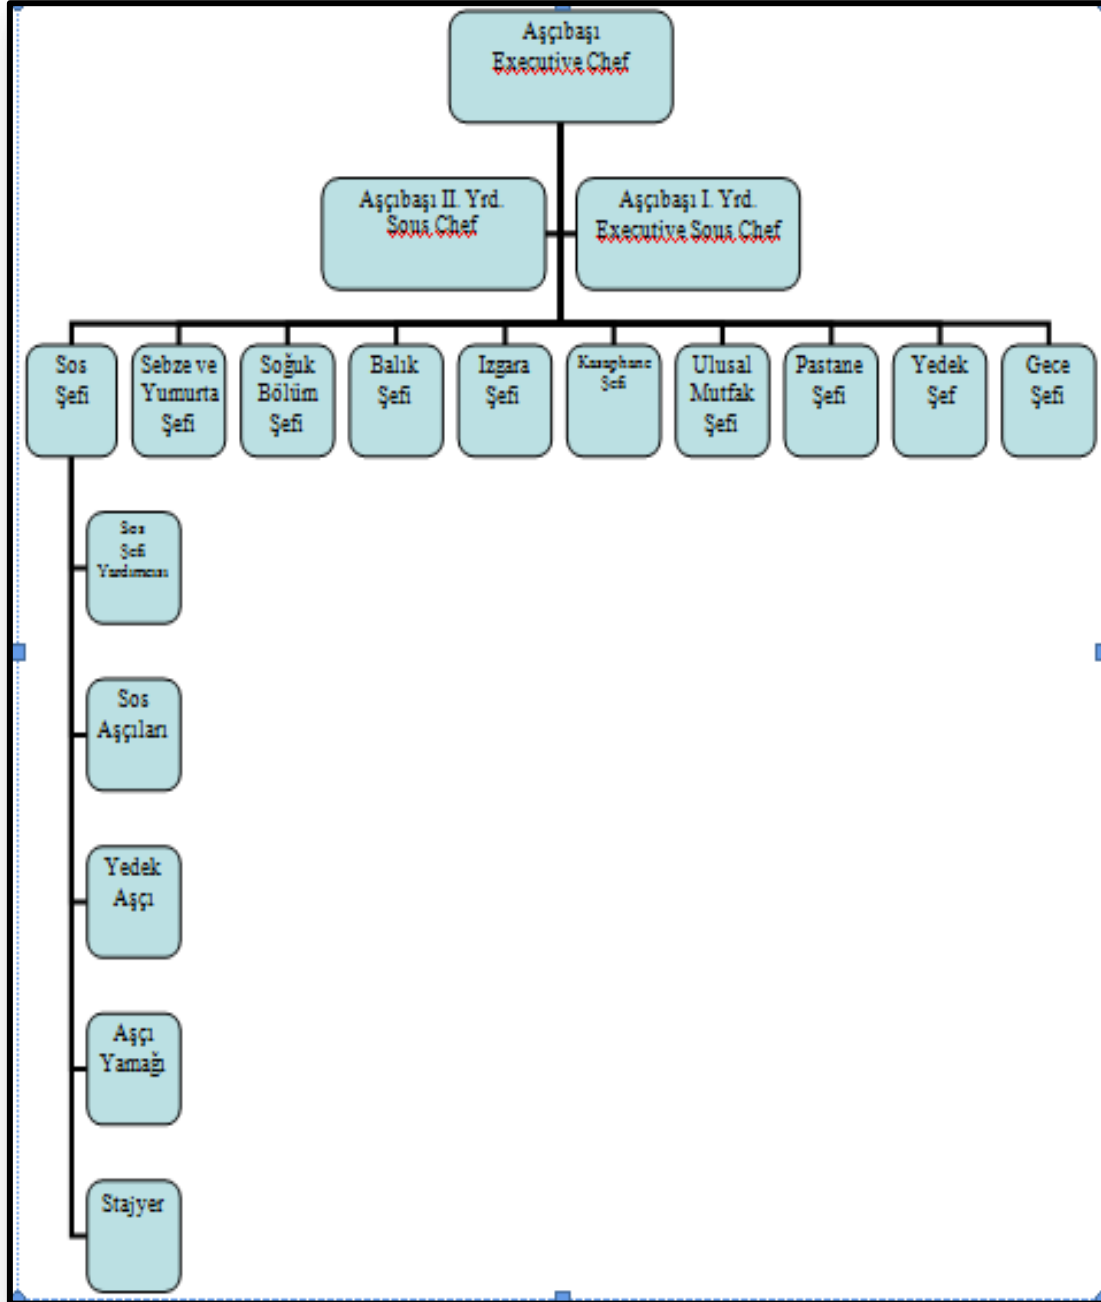 Aşçıbaşı
Executive Chef
Aşçıbaşı II. Yrd.
Sous Chef
Aşçıbaşı I. Yrd.
Executive Sous Chef
Sos
Şefi
Sebze ve
Yumurta
Şefi
Soğuk
Bölüm
Şefi
Balık
Şefi
Izgara
Şefi
Kasaphane
Şefi
Ulusal
Mutfak
Şefi
Pastane
Şefi
Yedek
Şef
Gece
Şefi
Sos
Şefi
Yardımcısı
Sos
Aşçıları
Yedek
Aşçı
Aşçı
Yamağı
Stajyer